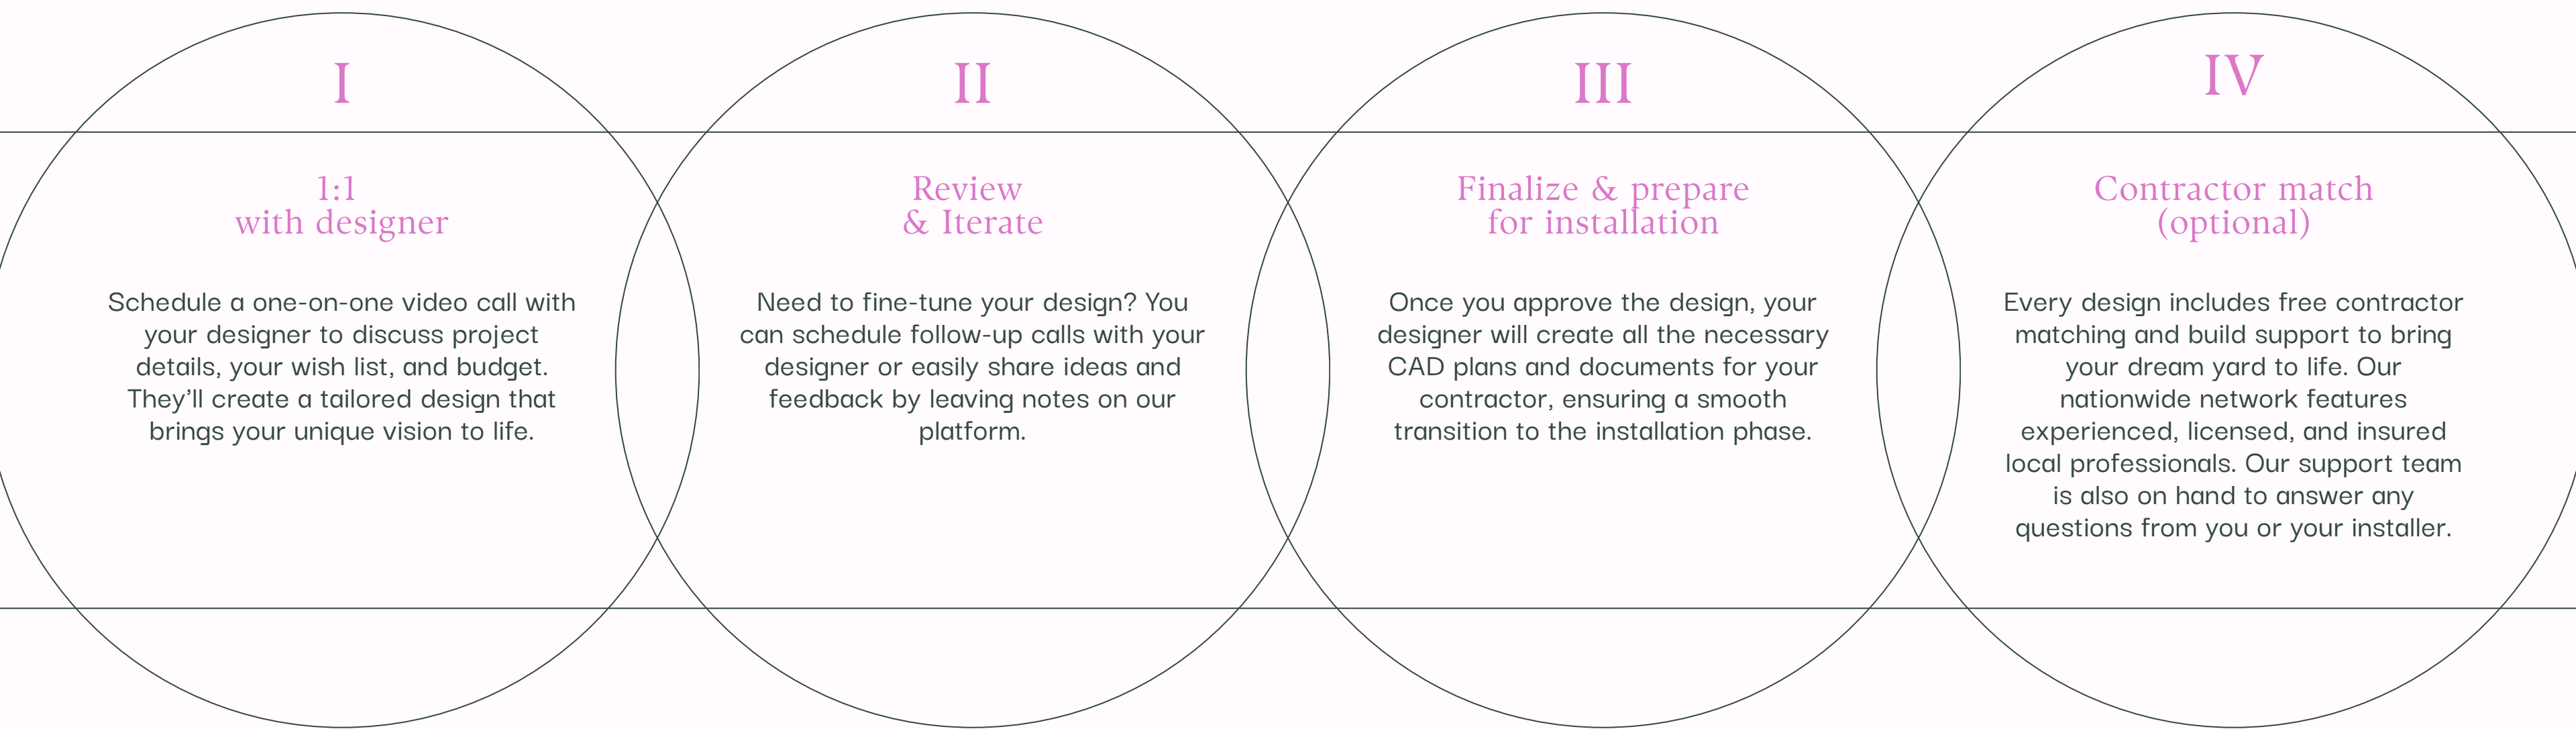 I
1:1
with designer
Schedule a one-on-one video call with
your designer to discuss project
details, your wish list, and budget.
They’ll create a tailored design that
brings your unique vision to life.
II
Review
& Iterate
Need to fine-tune your design? You
can schedule follow-up calls with your
designer or easily share ideas and
feedback by leaving notes on our
platform.
III
Finalize & prepare
for installation
Once you approve the design, your
designer will create all the necessary
CAD plans and documents for your
contractor, ensuring a smooth
transition to the installation phase.
IV
Contractor match
(optional)
Every design includes free contractor
matching and build support to bring
your dream yard to life. Our
nationwide network features
experienced, licensed, and insured
local professionals. Our support team
is also on hand to answer any
questions from you or your installer.